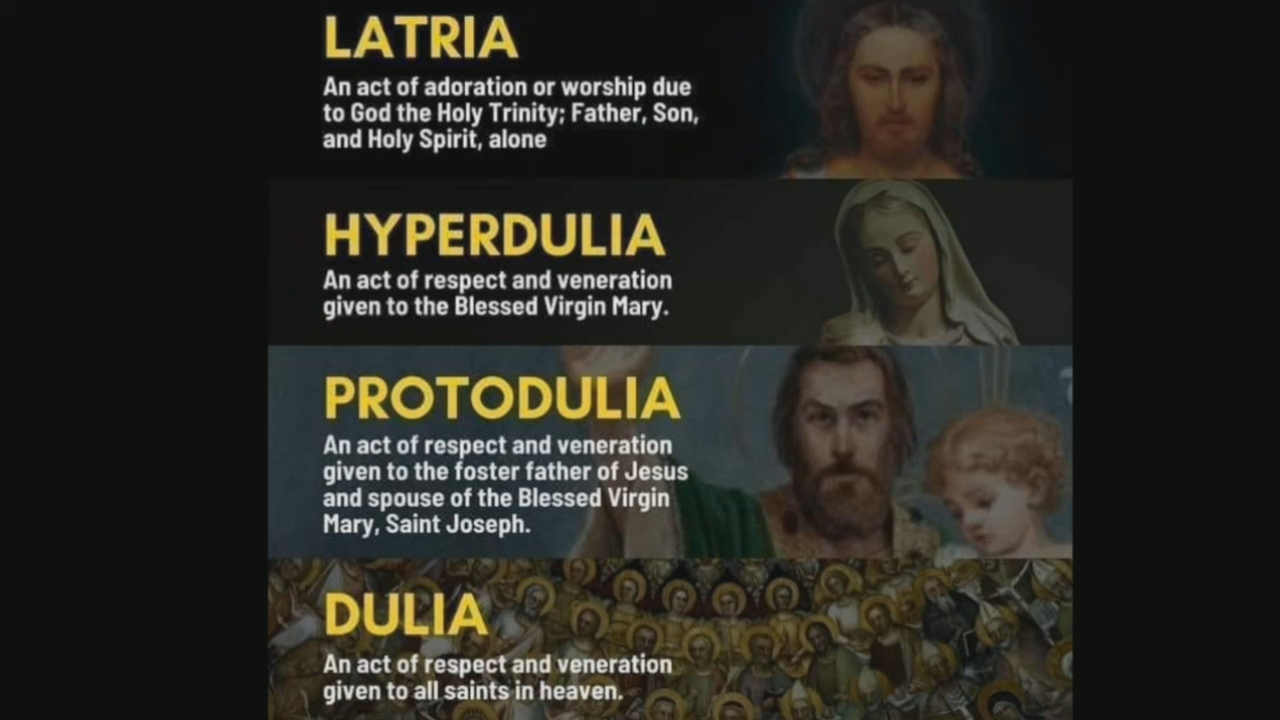 LATRIA
An act of adoration or worship due
to God the Holy Trinity; Father, Son,
and Holy Spirit, alone
HYPERDULIA
An act of respect and veneration
given to the Blessed Virgin Mary.
PROTODULIA
An act of respect and veneration
given to the foster father of Jesus
and spouse of the Blessed Virgin
Mary, Saint Joseph.
DULIA
An act of respect and veneration
given to all saints in heaven.